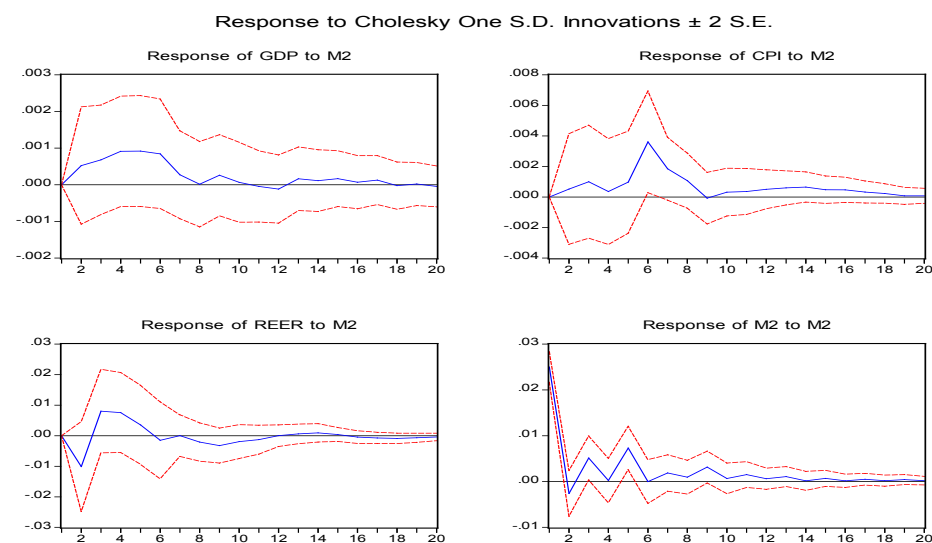 Response to Cholesky One S.D. Innovations ± 2 S.E.
Response of GDP to M2
.003
.002
.001
.000
-.001
-.002
2 4 6 8 10 12 14 16 18 20
Response of CPI to M2
.008
.006
.004
.002
.000
-.002
-.004
2 4 6 8 10 12 14 16 18 20
Response of REER to M2
.03
.02
.01
.00
-.01
-.02
-.03
2 4 6 8 10 12 14 16 18 20
Response of M2 to M2
.03
.02
.01
.00
-.01
2 4 6 8 10 12 14 16 18 20